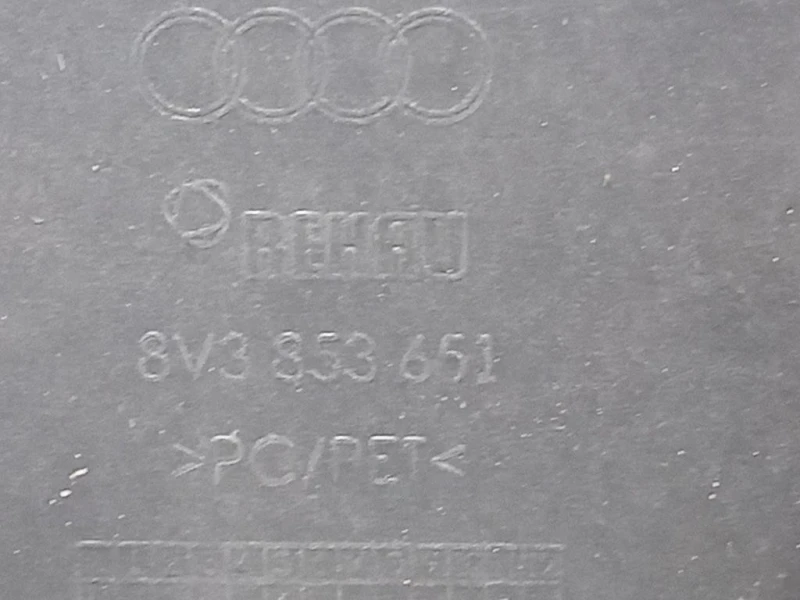 REHAU
8V3 853 651
>PC/PET<